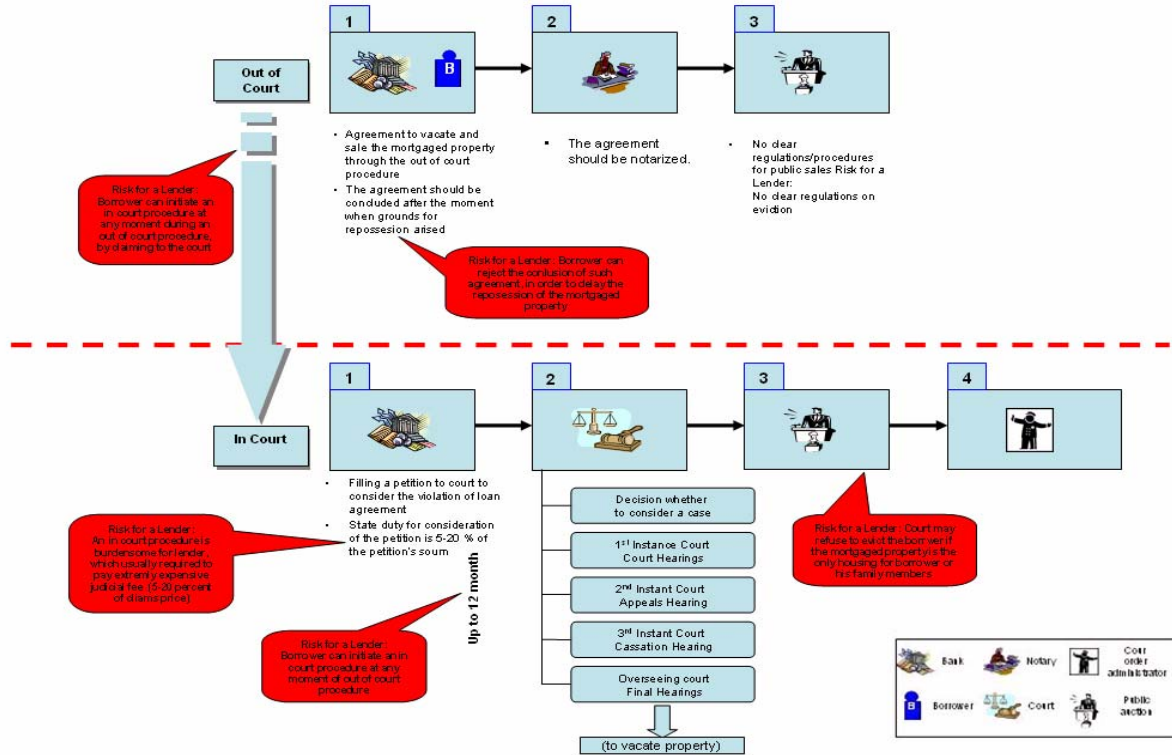 1
2
3
Out of
Court
B
• Agreement to vacate and
sale the mortgaged property
through the out of court
procedure
• The agreement should be
concluded after the moment
when grounds for
repossesion arised
▪ The agreement
should be notarized.
• No clear
regulations/procedures
for public sales Risk for a
Lender:
No clear regulations on
eviction
Risk for a Lender:
Borrower can initiate an
in court procedure at
any moment during an
out of court procedure,
by claiming to the court
Risk for a Lender: Borrower can
reject the conlusion of such
agreement, in order to delay the
reposession of the mortgaged
property
1
2
3
4
In Court
• Filling a petition to court to
consider the violation of loan
agreement
• State duty for consideration
of the petition is 5-20 % of
the petition's soum
Risk for a Lender:
An in court procedure is
burdensome for lender,
which usually required to
pay extremly expensive
judicial fee (5-20 percent
of cliams price)
Up to 12 month
Risk for a Lender:
Borrower can initiate an in
court procedure at any
moment of out of court
procedure
Decision whether
to consider a case
1st Instance Court
Court Hearings
2nd Instant Court
Appeals Hearing
3rd Instant Court
Cassation Hearing
Overseeing court
Final Hearings
(to vacate property)
Risk for a Lender: Court may
refuse to evict the borrwer if
the mortgaged property is the
only housing for borrower or
his family members
Bank
Notary
Cour
order
administrator
B
Borrower
Court
Public
auction